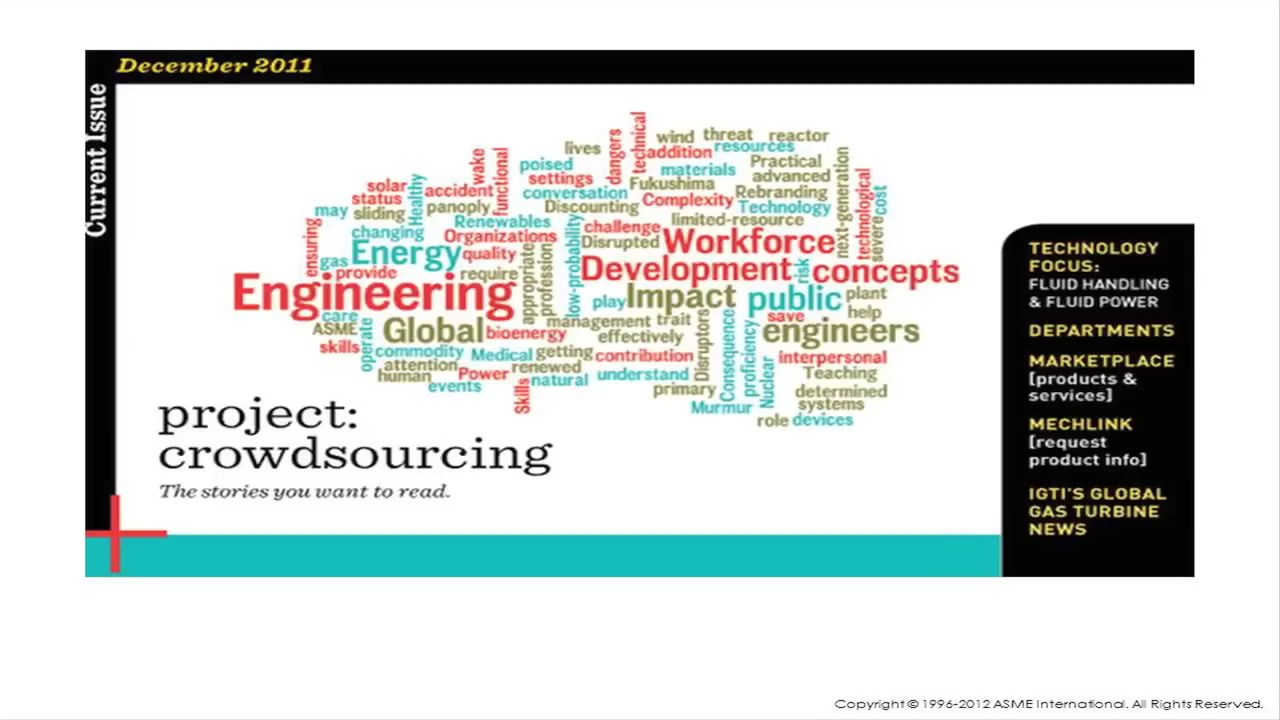 December 2011
Current Issue
technical
wind threat reactor
lives
dangers
addition
resources
wake
functional
poised
materials
Practical
next-generation
solar
settings
Fukushima
advanced
technological
status
Healthy
accident
conversation
Complexity
Rebranding
cost
may
sliding
panoply
Discounting
Technology
severe
ensuring
changing
Renewables
low-probability
challenge
limited-resource
Organizations
Disrupted
Workforce
gas
Energy
quality
appropriate
professions
Development
risk
concepts
provide
require
Engineering
play
Impact
public
plant
care
save
help
ASME
operate
Global
bioenergy
management trait
Disruptors
Consequence
proficiency
engineers
effectively
skills
commodity
Medical
getting
contribution
Nuclear
interpersonal
attention
Power
renewed
understand
Teaching
human
events
Skills
natural
primary
determined
Murmur
systems
role
devices
project:
crowdsourcing
The stories you want to read.
TECHNOLOGY
FOCUS:
FLUID HANDLING
& FLUID POWER
DEPARTMENTS
MARKETPLACE
[products &
services]
MECHLINK
[request
product info]
IGTI'S GLOBAL
GAS TURBINE
NEWS
Copyright © 1996-2012 ASME International. All Rights Reserved.